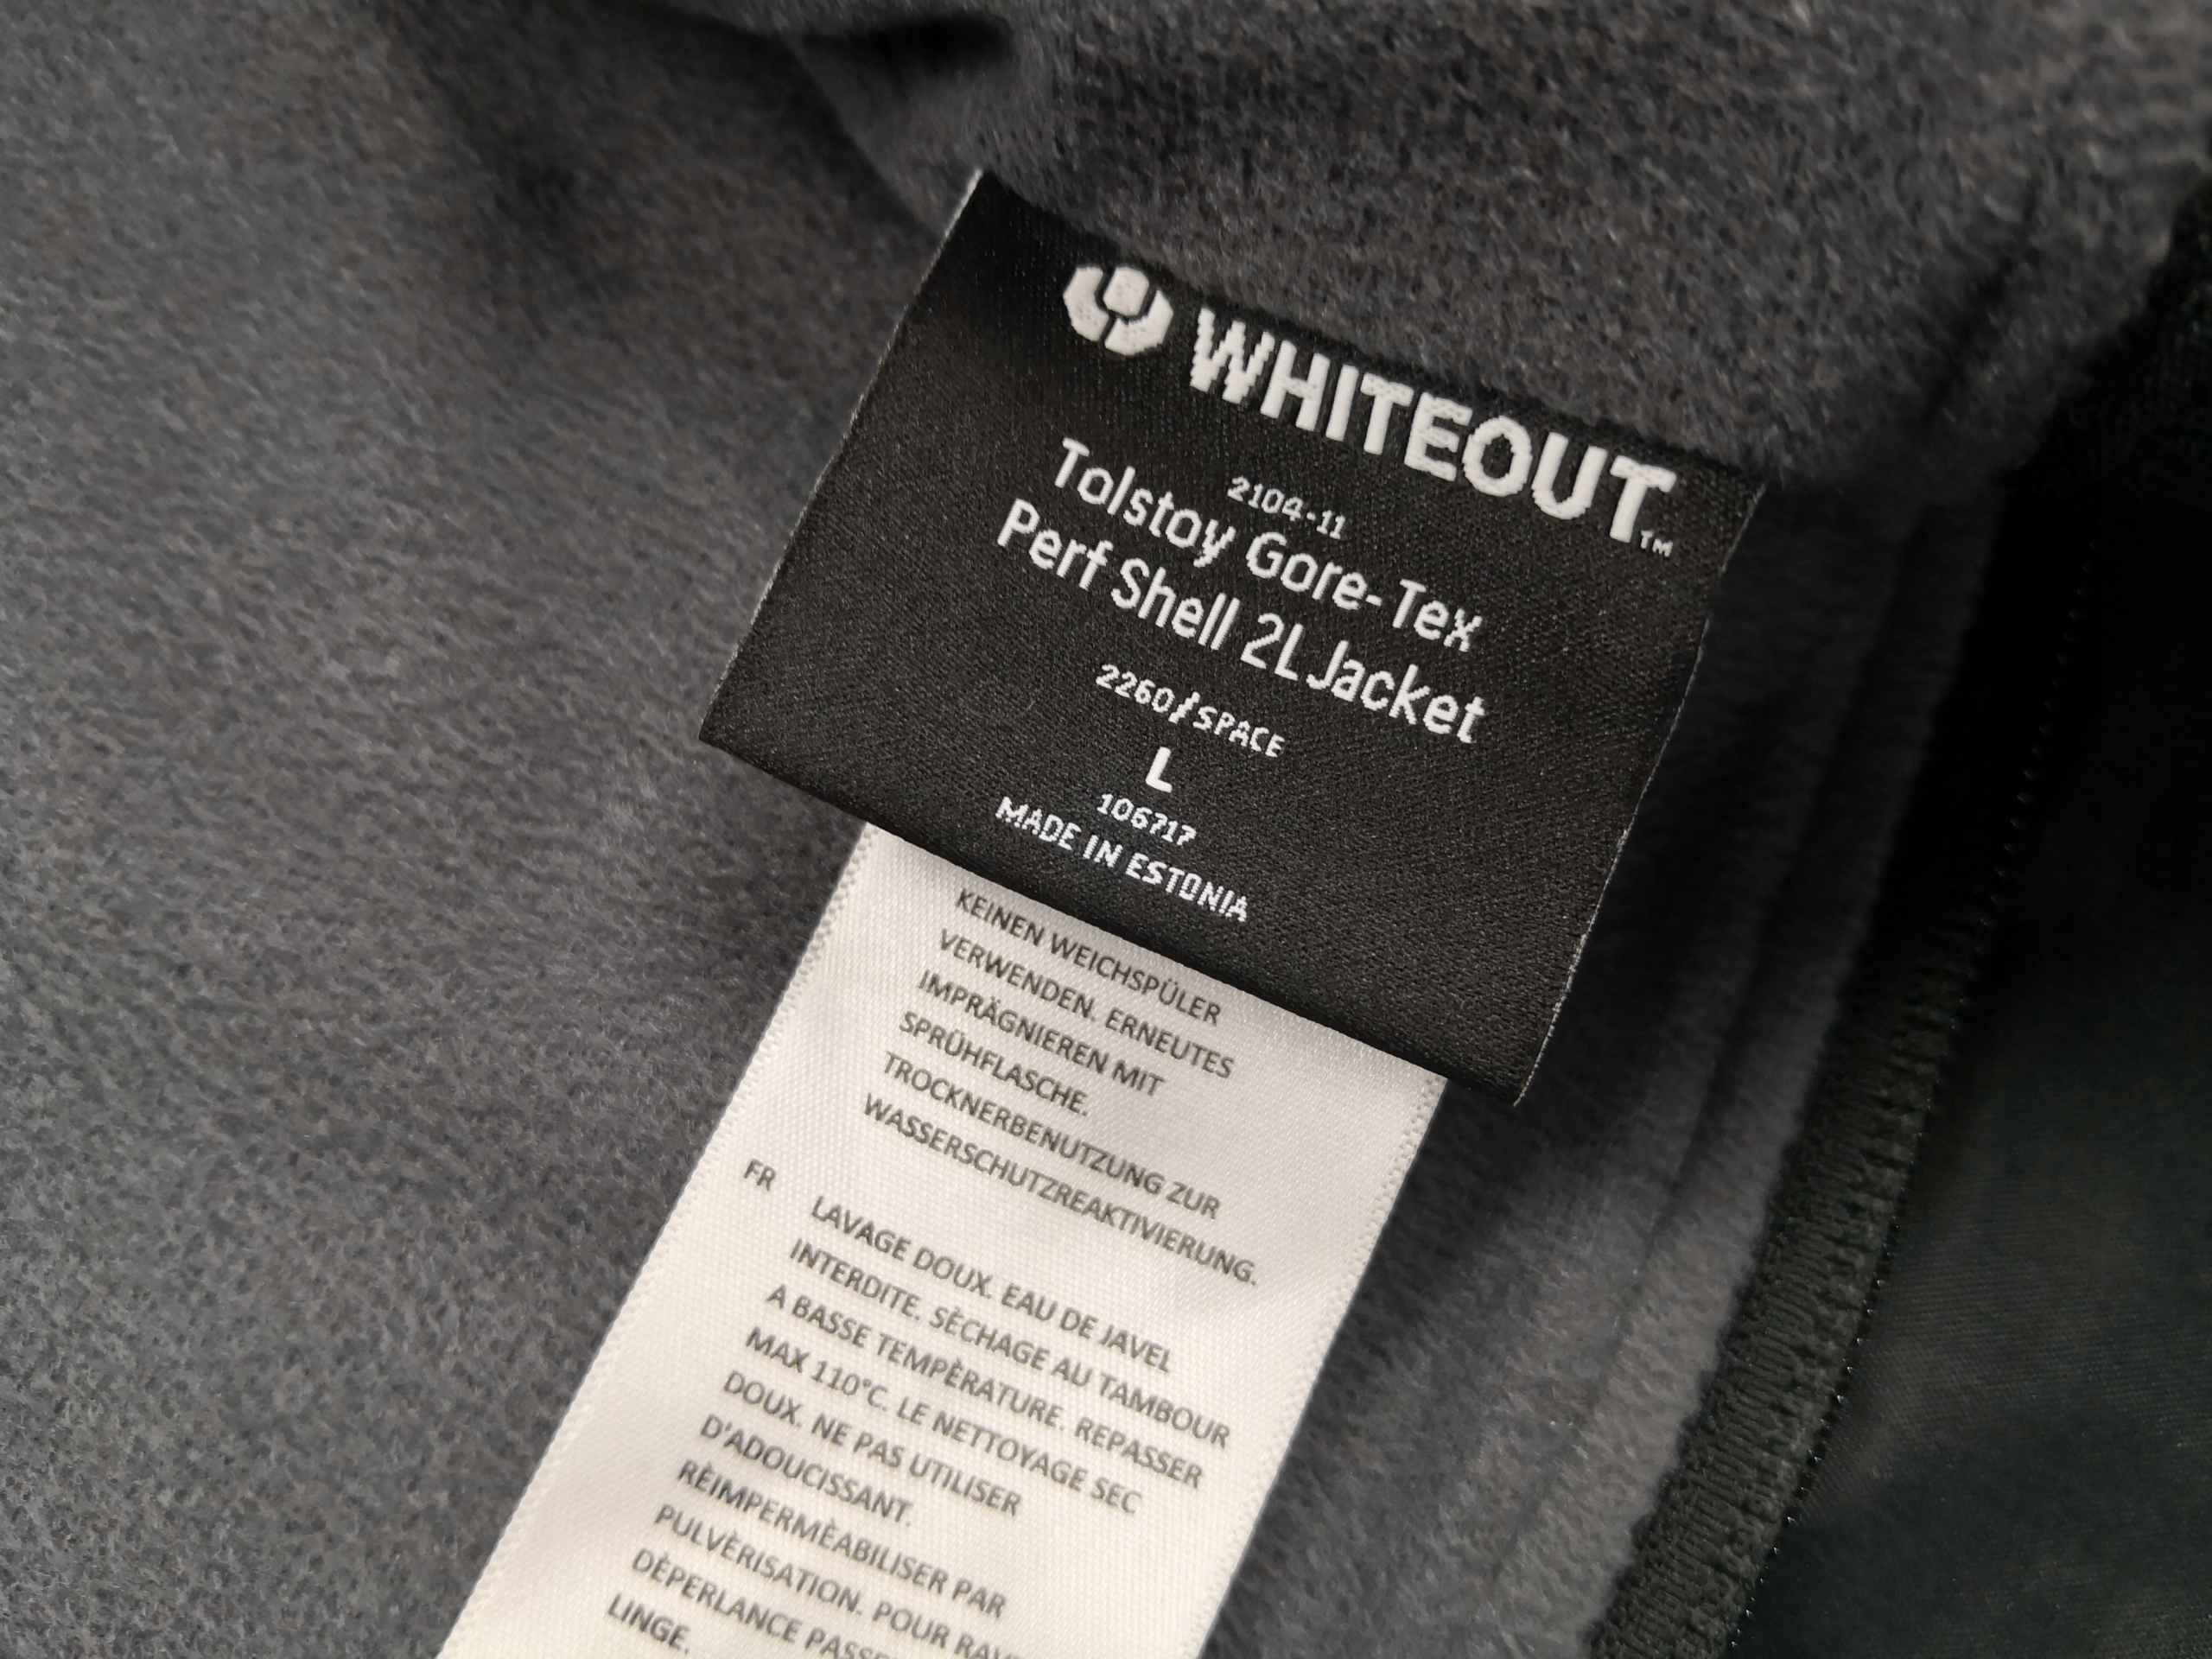 WHITEOUT™
2104-11
Tolstoy Gore-Tex
Perf Shell 2L Jacket
2260/SPACE
L
106717
MADE IN ESTONIA
KEINEN WEICHSPÜLER
VERWENDEN. ERNEUTES
IMPRÄGNIEREN MIT
SPRÜHFLASCHE.
TROCKNERBENUTZUNG ZUR
WASSERSCHUTZREAKTIVIERUNG.
FR LAVAGE DOUX. EAU DE JAVEL
INTERDITE. SÈCHAGE AU TAMBOUR
A BASSE TEMPÈRATURE. REPASSER
MAX 110°C. LE NETTOYAGE SEC
DOUX. NE PAS UTILISER
D'ADOUCISSANT.
RÈIMPERMÈABILISER PAR
PULVÈRISATION. POUR
DÈPERLANCE
LINGE.